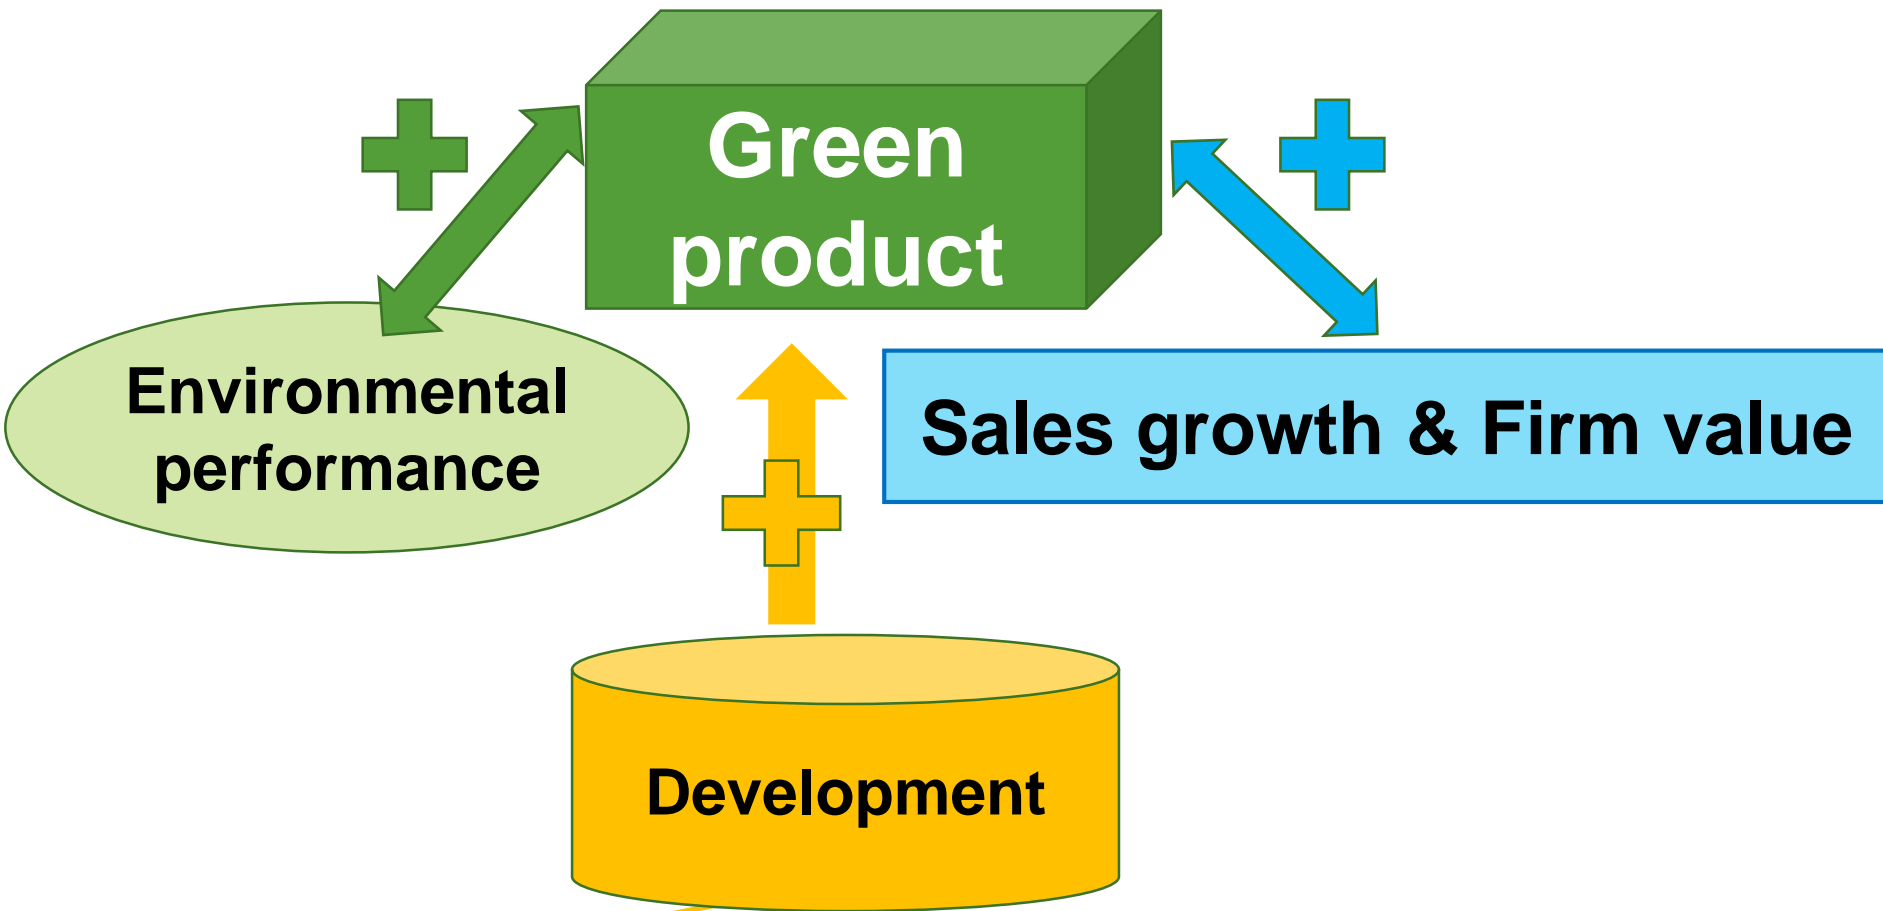 Green
product
Environmental
performance
Sales growth & Firm value
Development